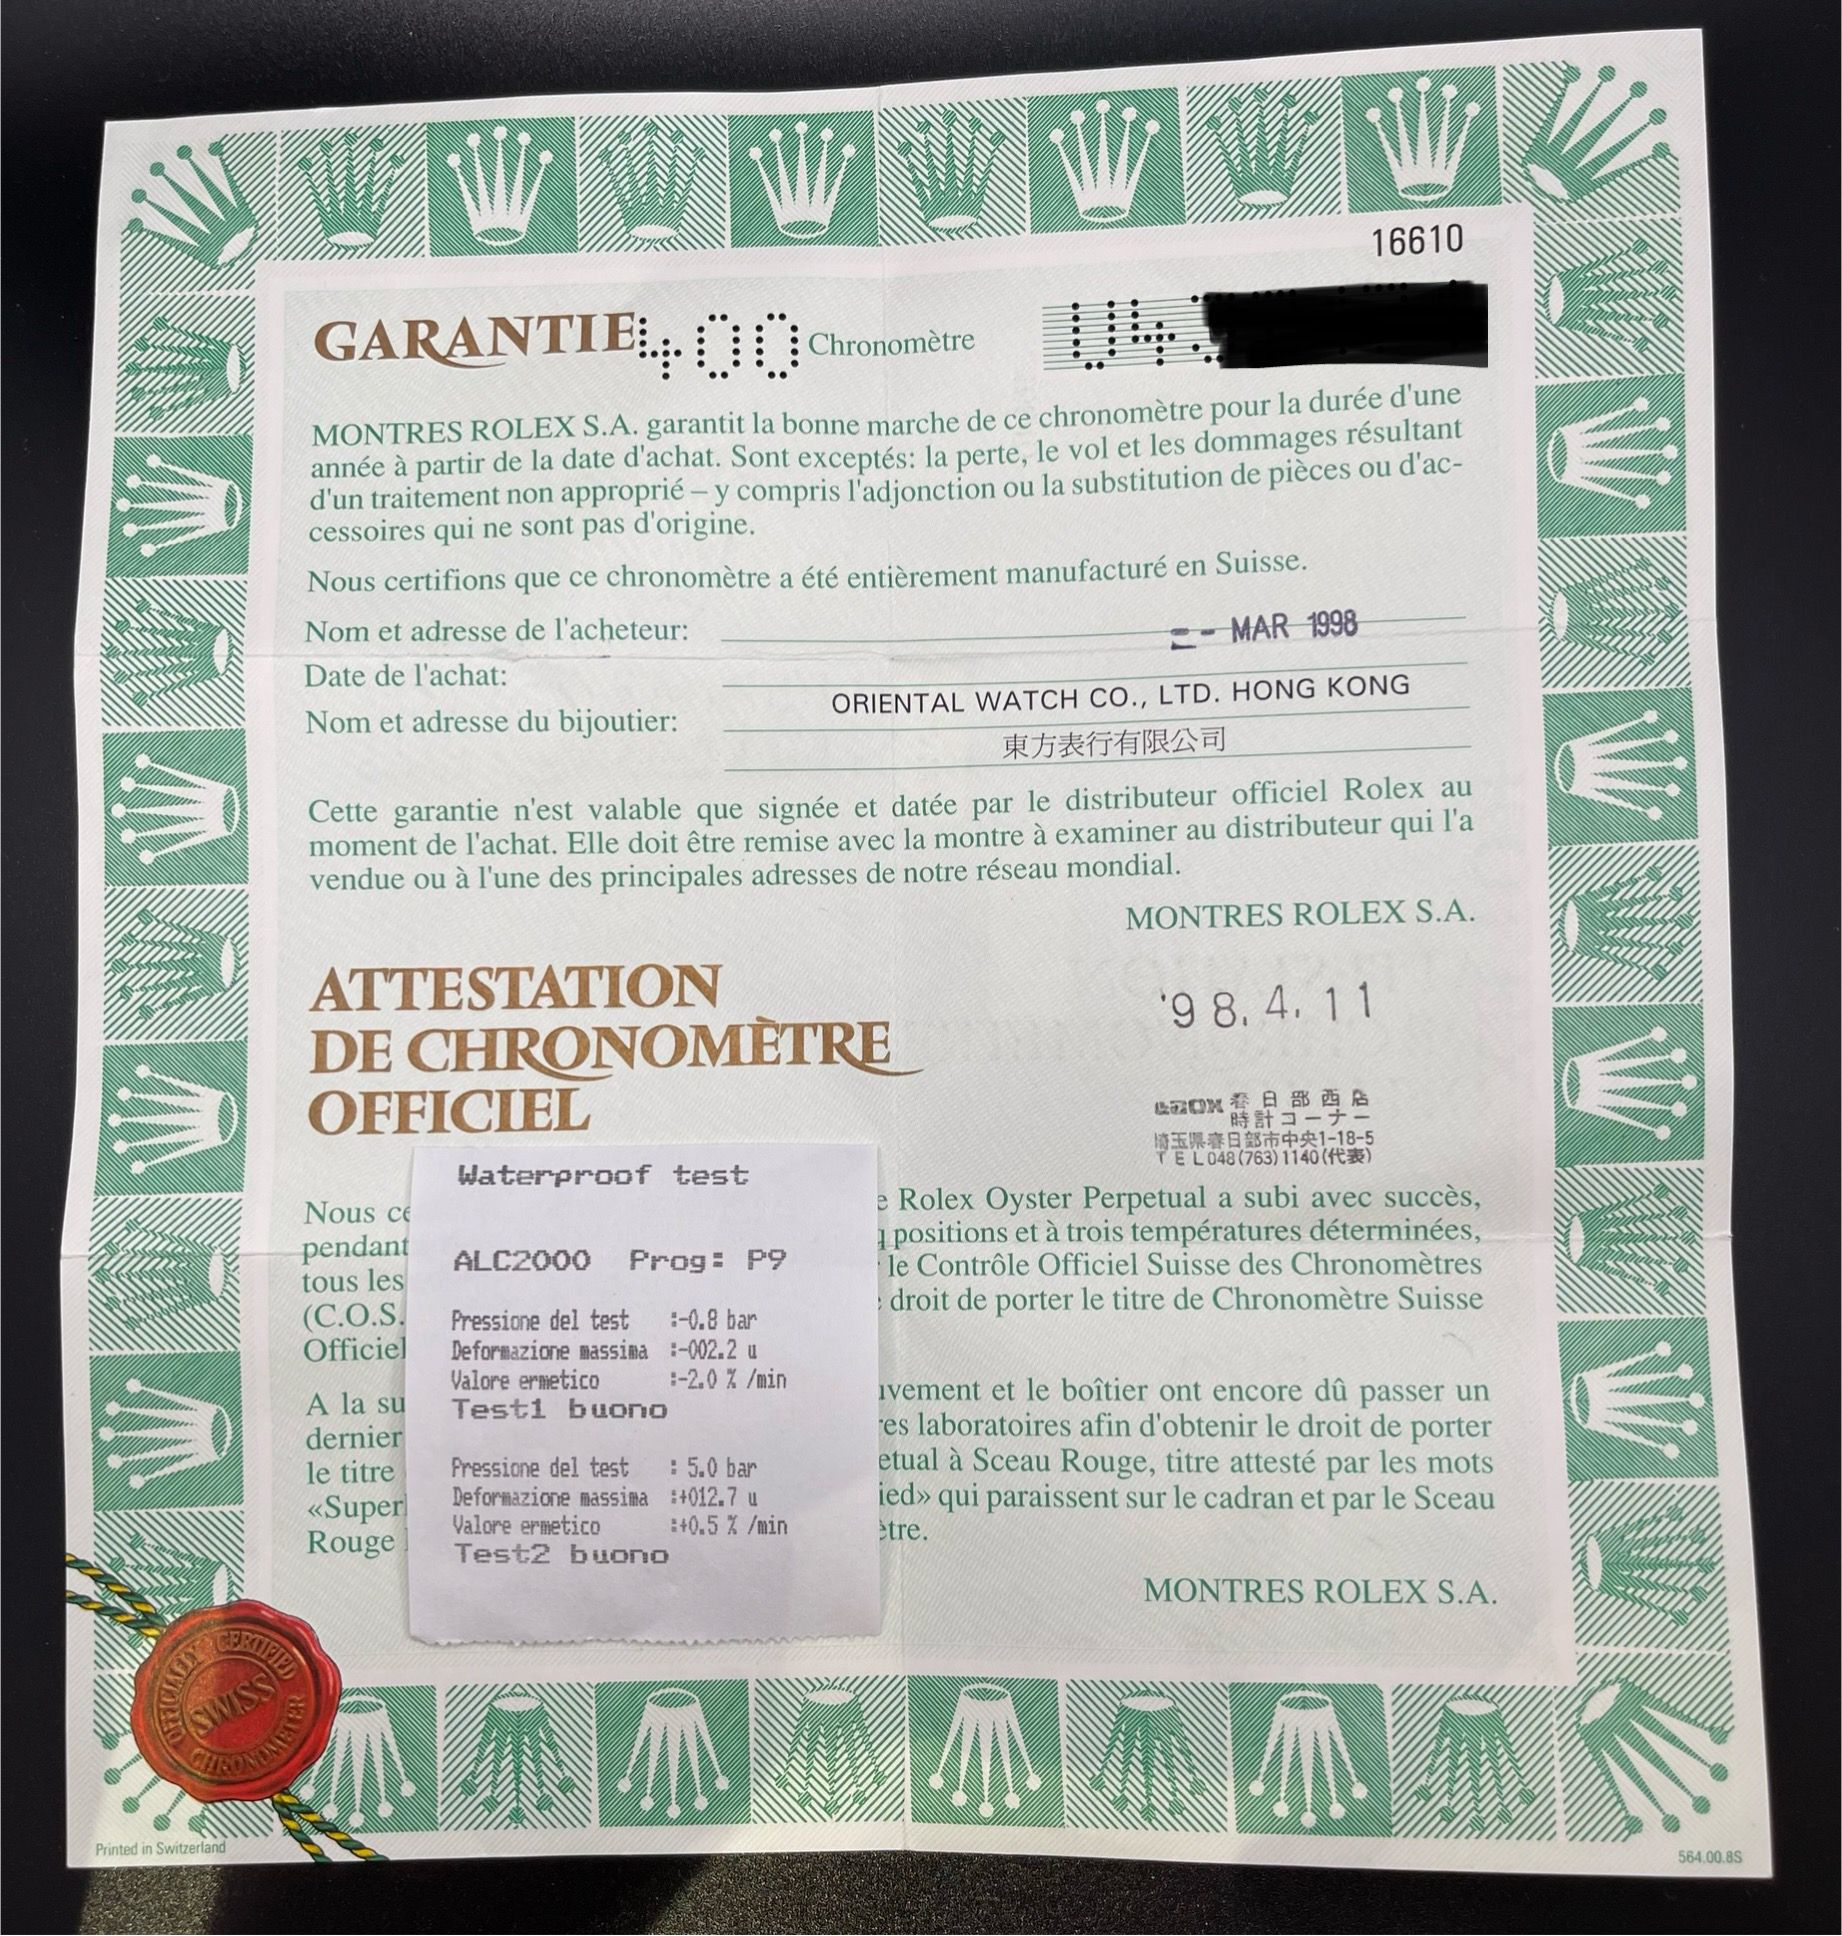 16610
GARANTIE 400 Chronomètre U4
MONTRES ROLEX S.A. garantit la bonne marche de ce chronomètre pour la durée d'une
année à partir de la date d'achat. Sont exceptés: la perte, le vol et les dommages résultant
d'un traitement non approprié – y compris l'adjonction ou la substitution de pièces ou d'ac-
cessoires qui ne sont pas d'origine.
Nous certifions que ce chronomètre a été entièrement manufacturé en Suisse.
Nom et adresse de l'acheteur:
- MAR 1998
Date de l'achat:
ORIENTAL WATCH CO., LTD. HONG KONG
Nom et adresse du bijoutier:
東方表行有限公司
Cette garantie n'est valable que signée et datée par le distributeur officiel Rolex au
moment de l'achat. Elle doit être remise avec la montre à examiner au distributeur qui l'a
vendue ou à l'une des principales adresses de notre réseau mondial.
MONTRES ROLEX S.A.
ATTESTATION
DE CHRONOMÈTRE
OFFICIEL
'98.4.11
春日部西店
時計コーナー
埼玉県春日部市中央1-18-5
TEL048(763)1140(代表)
Nous ce
e Rolex Oyster Perpetual a subi avec succès,
pendant
positions et à trois températures déterminées,
tous les
le Contrôle Officiel Suisse des Chronomètres
(C.O.S.
droit de porter le titre de Chronomètre Suisse
Officiel
A la su
vement et le boîtier ont encore dû passer un
dernier
es laboratoires afin d'obtenir le droit de porter
le titre
etual à Sceau Rouge, titre attesté par les mots
«Superl
ied» qui paraissent sur le cadran et par le Sceau
Rouge
ètre.
MONTRES ROLEX S.A.
Waterproof test
ALC2000 Prog: P9
Pressione del test :-0.8 bar
Deformazione massima :-002.2 u
Valore ermetico :-2.0 % /min
Test1 buono
Pressione del test : 5.0 bar
Deformazione massima :+012.7 u
Valore ermetico :+0.5 % /min
Test2 buono
OFFICIALLY CERTIFIED
SWISS
CHRONOMETER
Printed in Switzerland
564.00.8S